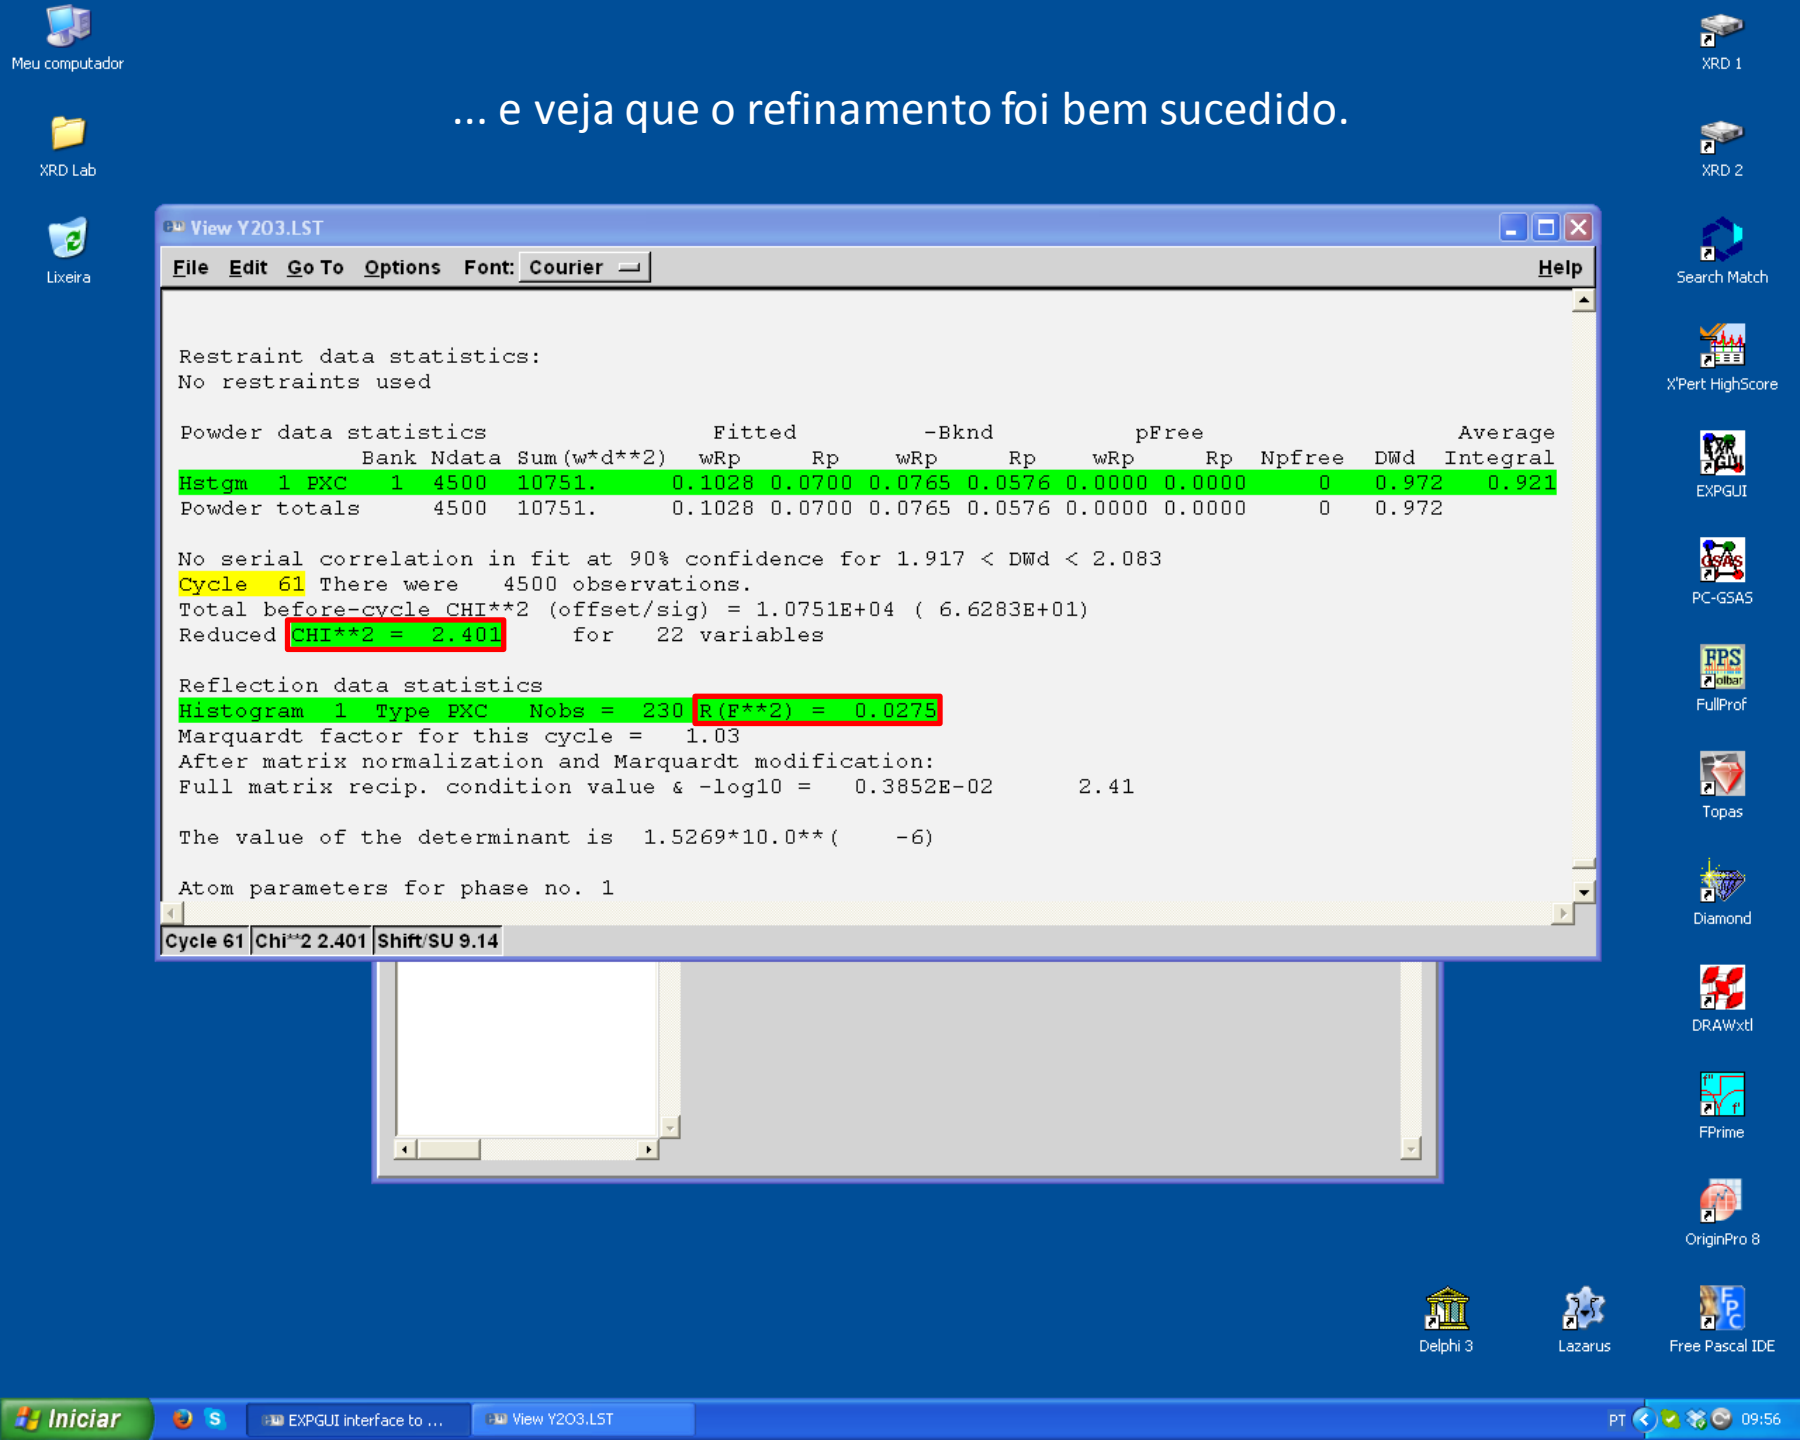 Meu computador
XRD Lab
Lixeira
... e veja que o refinamento foi bem sucedido.
View Y2O3.LST
File Edit Go To Options Font: Courier Help
Restraint data statistics:
No restraints used
Powder data statistics Fitted -Bknd pFree Average
Bank Ndata Sum(w*d**2) wRp Rp wRp Rp wRp Rp Npfree DWd Integral
Hstgm 1 PXC 1 4500 10751. 0.1028 0.0700 0.0765 0.0576 0.0000 0.0000 0 0.972 0.921
Powder totals 4500 10751. 0.1028 0.0700 0.0765 0.0576 0.0000 0.0000 0 0.972
No serial correlation in fit at 90% confidence for 1.917 < DWd < 2.083
Cycle 61 There were 4500 observations.
Total before-cycle CHI**2 (offset/sig) = 1.0751E+04 ( 6.6283E+01)
Reduced CHI**2 = 2.401 for 22 variables
Reflection data statistics
Histogram 1 Type PXC Nobs = 230 R(F**2) = 0.0275
Marquardt factor for this cycle = 1.03
After matrix normalization and Marquardt modification:
Full matrix recip. condition value & -log10 = 0.3852E-02 2.41
The value of the determinant is 1.5269*10.0**( -6)
Atom parameters for phase no. 1
Cycle 61 Chi**2 2.401 Shift/SU 9.14
XRD 1
XRD 2
Search Match
X'Pert HighScore
EXPGUI
PC-GSAS
FullProf
Topas
Diamond
DRAWxtl
FPrime
OriginPro 8
Delphi 3
Lazarus
Free Pascal IDE
Iniciar
EXPGUI interface to ...
View Y2O3.LST
PT
09:56